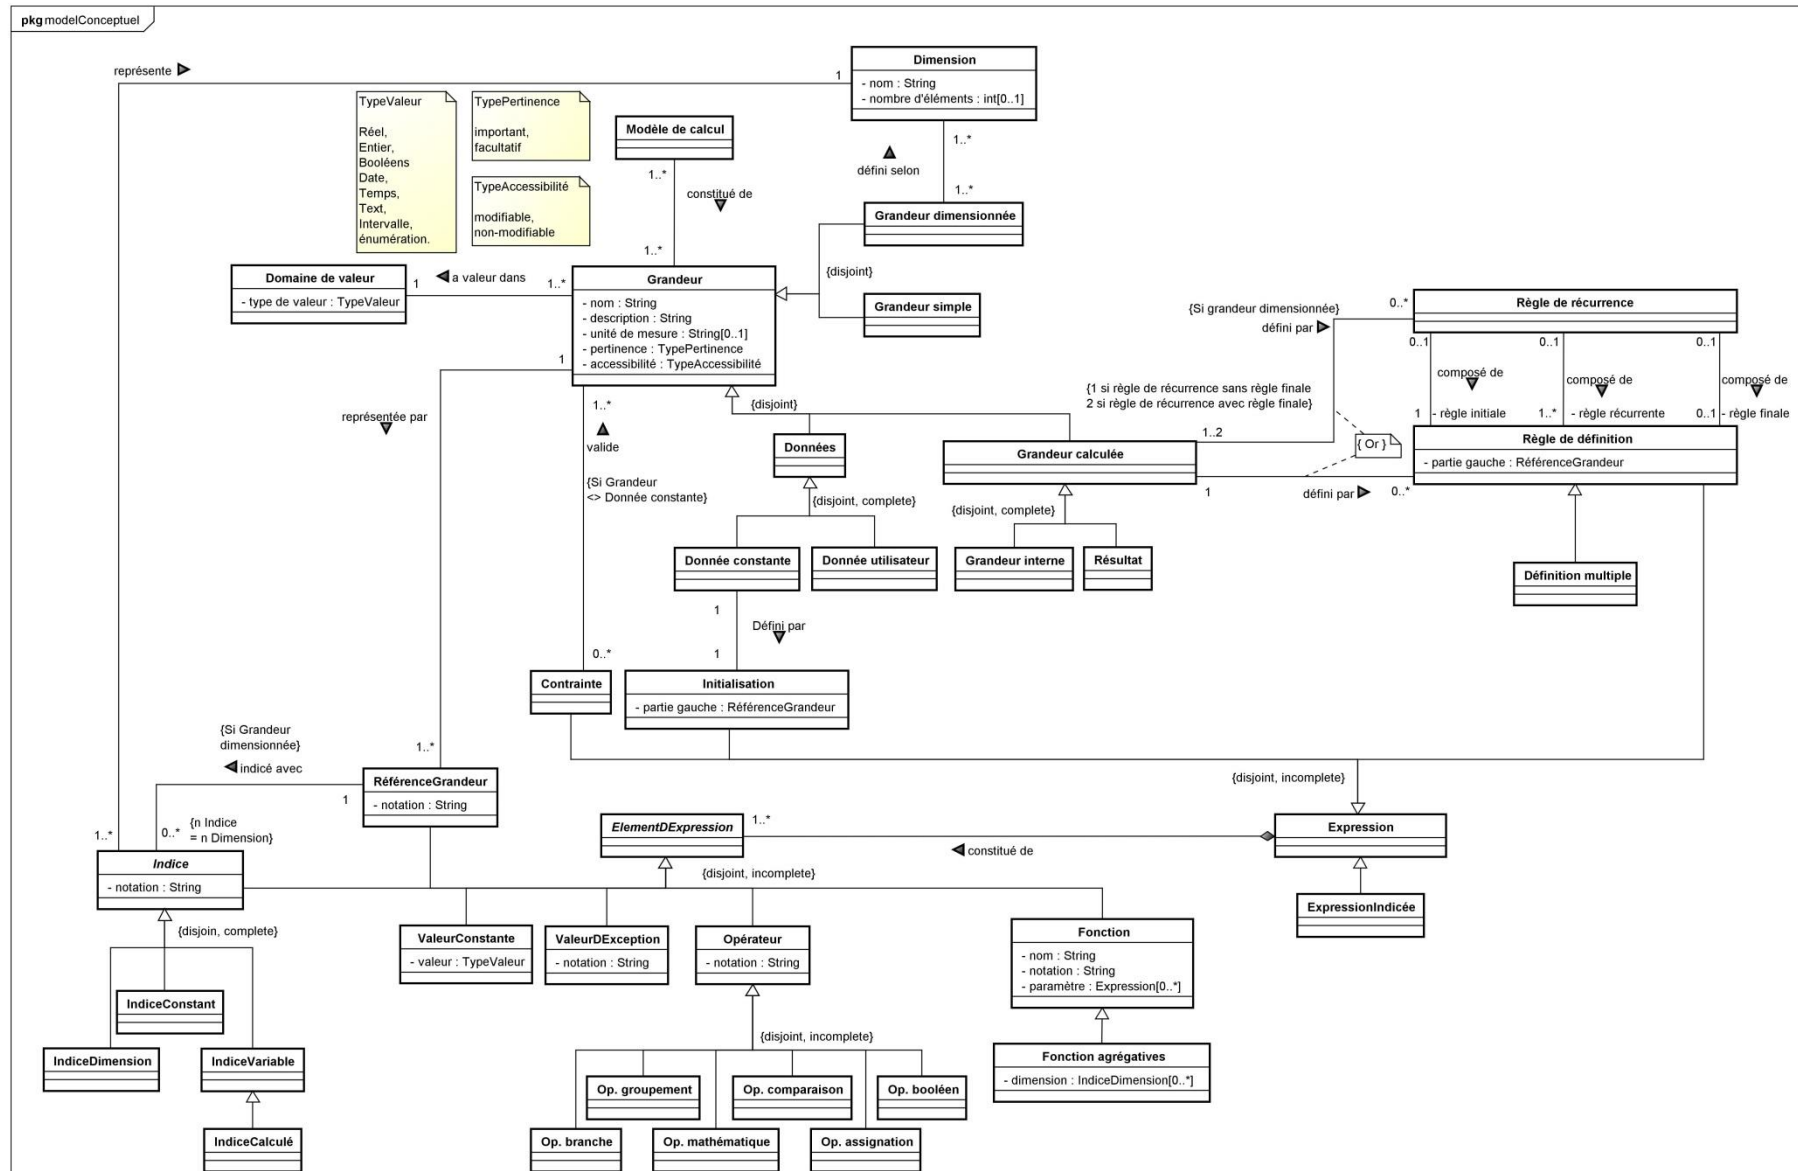 pkg modelConceptuel
représente
1
Dimension
- nom : String
- nombre d'éléments : int[0..1]
TypeValeur
Réel,
Entier,
Booléens
Date,
Temps,
Text,
Intervalle,
énumération.
TypePertinence
important,
facultatif
TypeAccessibilité
modifiable,
non-modifiable
Modèle de calcul
1..*
constitué de
1..*
1..*
défini selon
1..*
Grandeur dimensionnée
{disjoint}
Grandeur simple
Domaine de valeur
- type de valeur : TypeValeur
1
a valeur dans
1..*
Grandeur
- nom : String
- description : String
- unité de mesure : String[0..1]
- pertinence : TypePertinence
- accessibilité : TypeAccessibilité
{Si grandeur dimensionnée}
défini par
0..*
Règle de récurrence
0..1
0..1
0..1
composé de
composé de
composé de
1
- règle initiale
1..*
- règle récurrente
0..1
- règle finale
{1 si règle de récurrence sans règle finale
2 si règle de récurrence avec règle finale}
{ Or }
1
représentée par
1..*
valide
{Si Grandeur
<> Donnée constante}
{disjoint}
Données
1..2
Grandeur calculée
1
défini par
0..*
Règle de définition
- partie gauche : RéférenceGrandeur
{disjoint, complete}
{disjoint, complete}
Donnée constante
Donnée utilisateur
Grandeur interne
Résultat
Définition multiple
1
Défini par
1
0..*
Contrainte
Initialisation
- partie gauche : RéférenceGrandeur
{Si Grandeur
dimensionnée}
indicé avec
1..*
RéférenceGrandeur
- notation : String
1
{disjoint, incomplete}
1..*
0..*
{n Indice
= n Dimension}
Indice
- notation : String
ElementDExpression
1..*
constitué de
Expression
{disjoint, incomplete}
ExpressionIndicée
{disjoin, complete}
ValeurConstante
- valeur : TypeValeur
ValeurDException
- notation : String
Opérateur
- notation : String
Fonction
- nom : String
- notation : String
- paramètre : Expression[0..*]
IndiceConstant
IndiceDimension
IndiceVariable
{disjoint, incomplete}
Fonction agrégatives
- dimension : IndiceDimension[0..*]
Op. groupement
Op. comparaison
Op. booléen
IndiceCalculé
Op. branche
Op. mathématique
Op. assignation